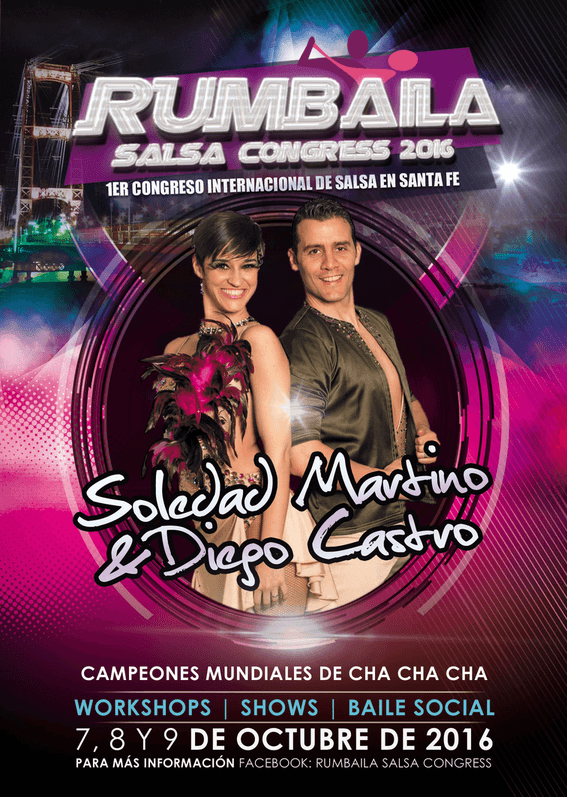 RUMBAILA
SALSA CONGRESS 2016
1ER CONGRESO INTERNACIONAL DE SALSA EN SANTA FE
Soledad Martino
& Diego Castro
CAMPEONES MUNDIALES DE CHA CHA CHA
WORKSHOPS | SHOWS | BAILE SOCIAL
7, 8 Y 9 DE OCTUBRE DE 2016
PARA MÁS INFORMACIÓN FACEBOOK: RUMBAILA SALSA CONGRESS